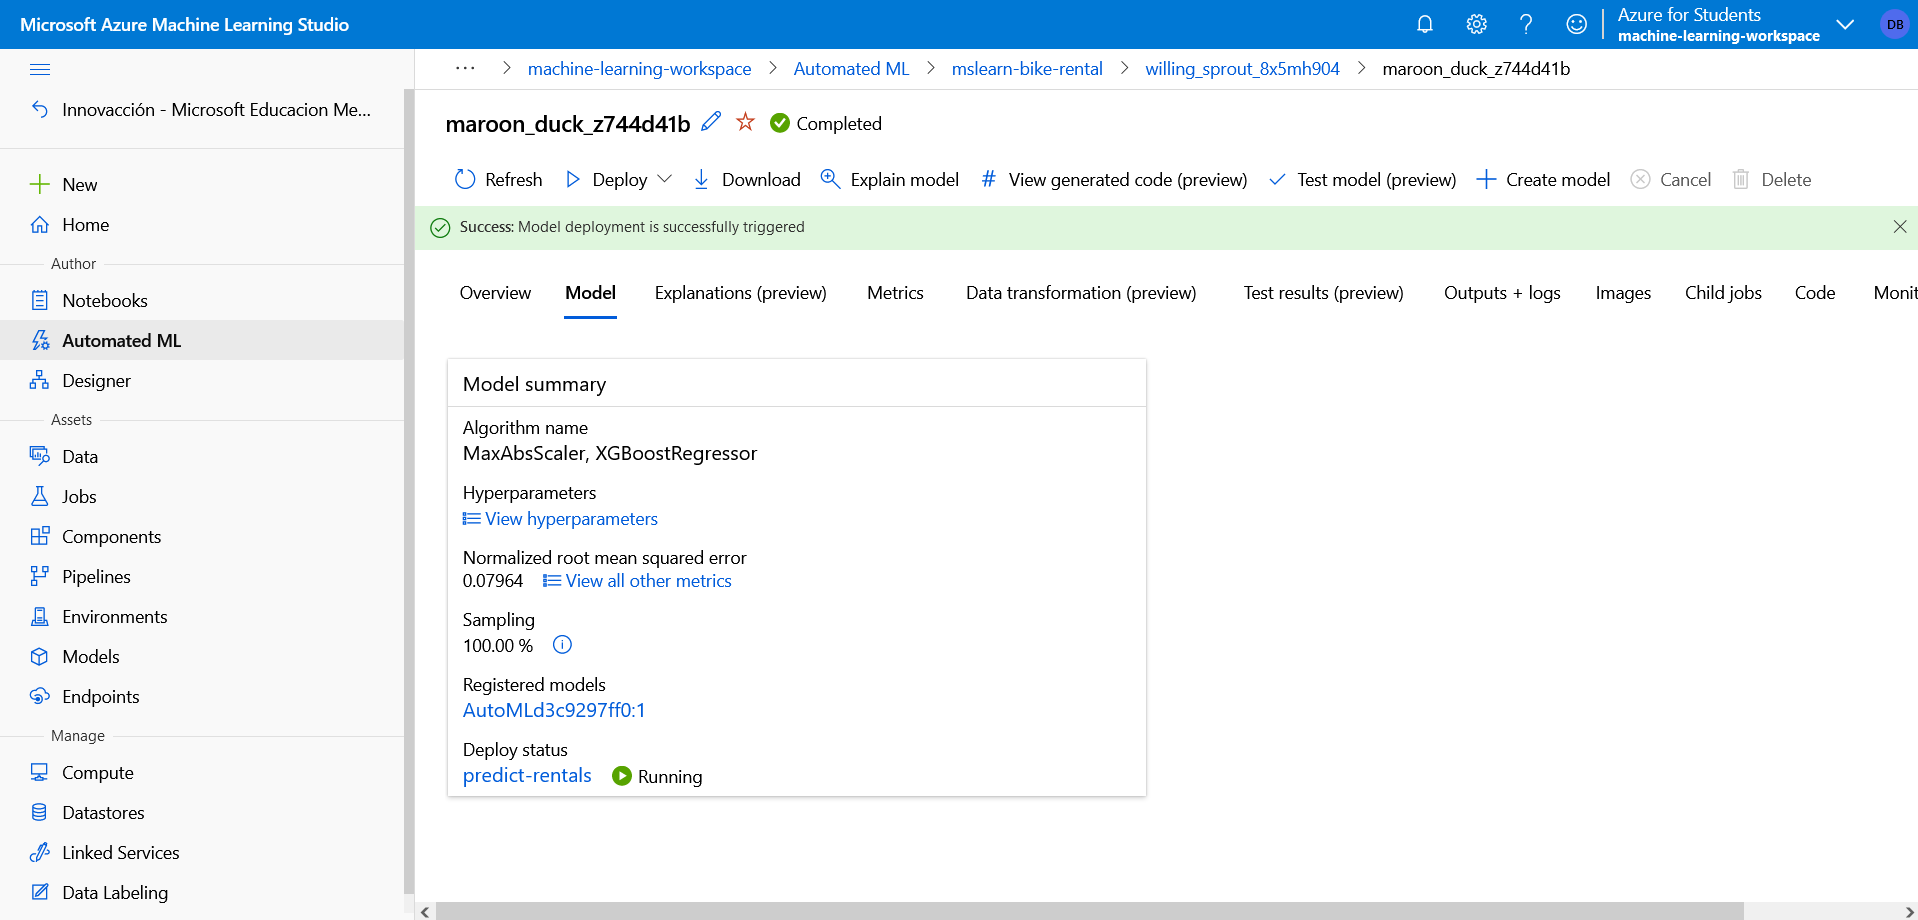 Microsoft Azure Machine Learning Studio
Azure for Students
machine-learning-workspace
DB
Innovacción - Microsoft Educacion Me...
New
Home
Author
Notebooks
Automated ML
Designer
Assets
Data
Jobs
Components
Pipelines
Environments
Models
Endpoints
Manage
Compute
Datastores
Linked Services
Data Labeling
... > machine-learning-workspace > Automated ML > mslearn-bike-rental > willing_sprout_8x5mh904 > maroon_duck_z744d41b
maroon_duck_z744d41b Completed
Refresh Deploy Download Explain model # View generated code (preview) Test model (preview) Create model Cancel Delete
Success: Model deployment is successfully triggered
Overview Model Explanations (preview) Metrics Data transformation (preview) Test results (preview) Outputs + logs Images Child jobs Code Monit
Model summary
Algorithm name
MaxAbsScaler, XGBoostRegressor
Hyperparameters
View hyperparameters
Normalized root mean squared error
0.07964 View all other metrics
Sampling
100.00 %
Registered models
AutoMLd3c9297ff0:1
Deploy status
predict-rentals Running